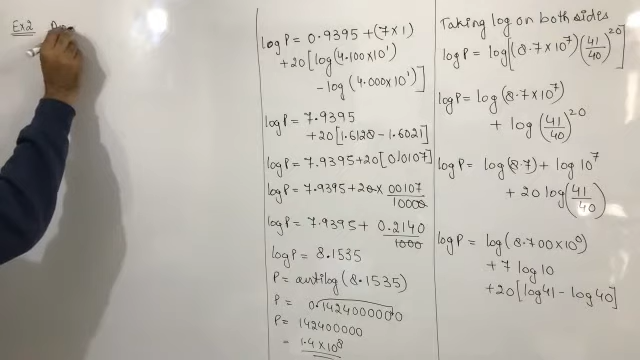 Ex2
Taking log on both sides
log P = log[(8.7×10⁷)(41/40)²⁰]
log P = log(8.7×10⁷)
+ log(41/40)²⁰
log P = log(8.7) + log 10⁷
+ 20 log(41/40)
log P = log(8.700×10⁰)
+ 7 log 10
+ 20[log 41 − log 40]
log P = 0.9395 + (7×1)
+ 20[log(4.100×10¹)
− log(4.000×10¹)]
log P = 7.9395
+ 20[1.6128 − 1.6021]
log P = 7.9395 + 20[0.0107]
log P = 7.9395 + 20 × 00107/10000
log P = 7.9395 + 0.2140/1000
log P = 8.1535
P = antilog(8.1535)
P = 0.1424000000
P = 142400000
= 1.4×10⁸